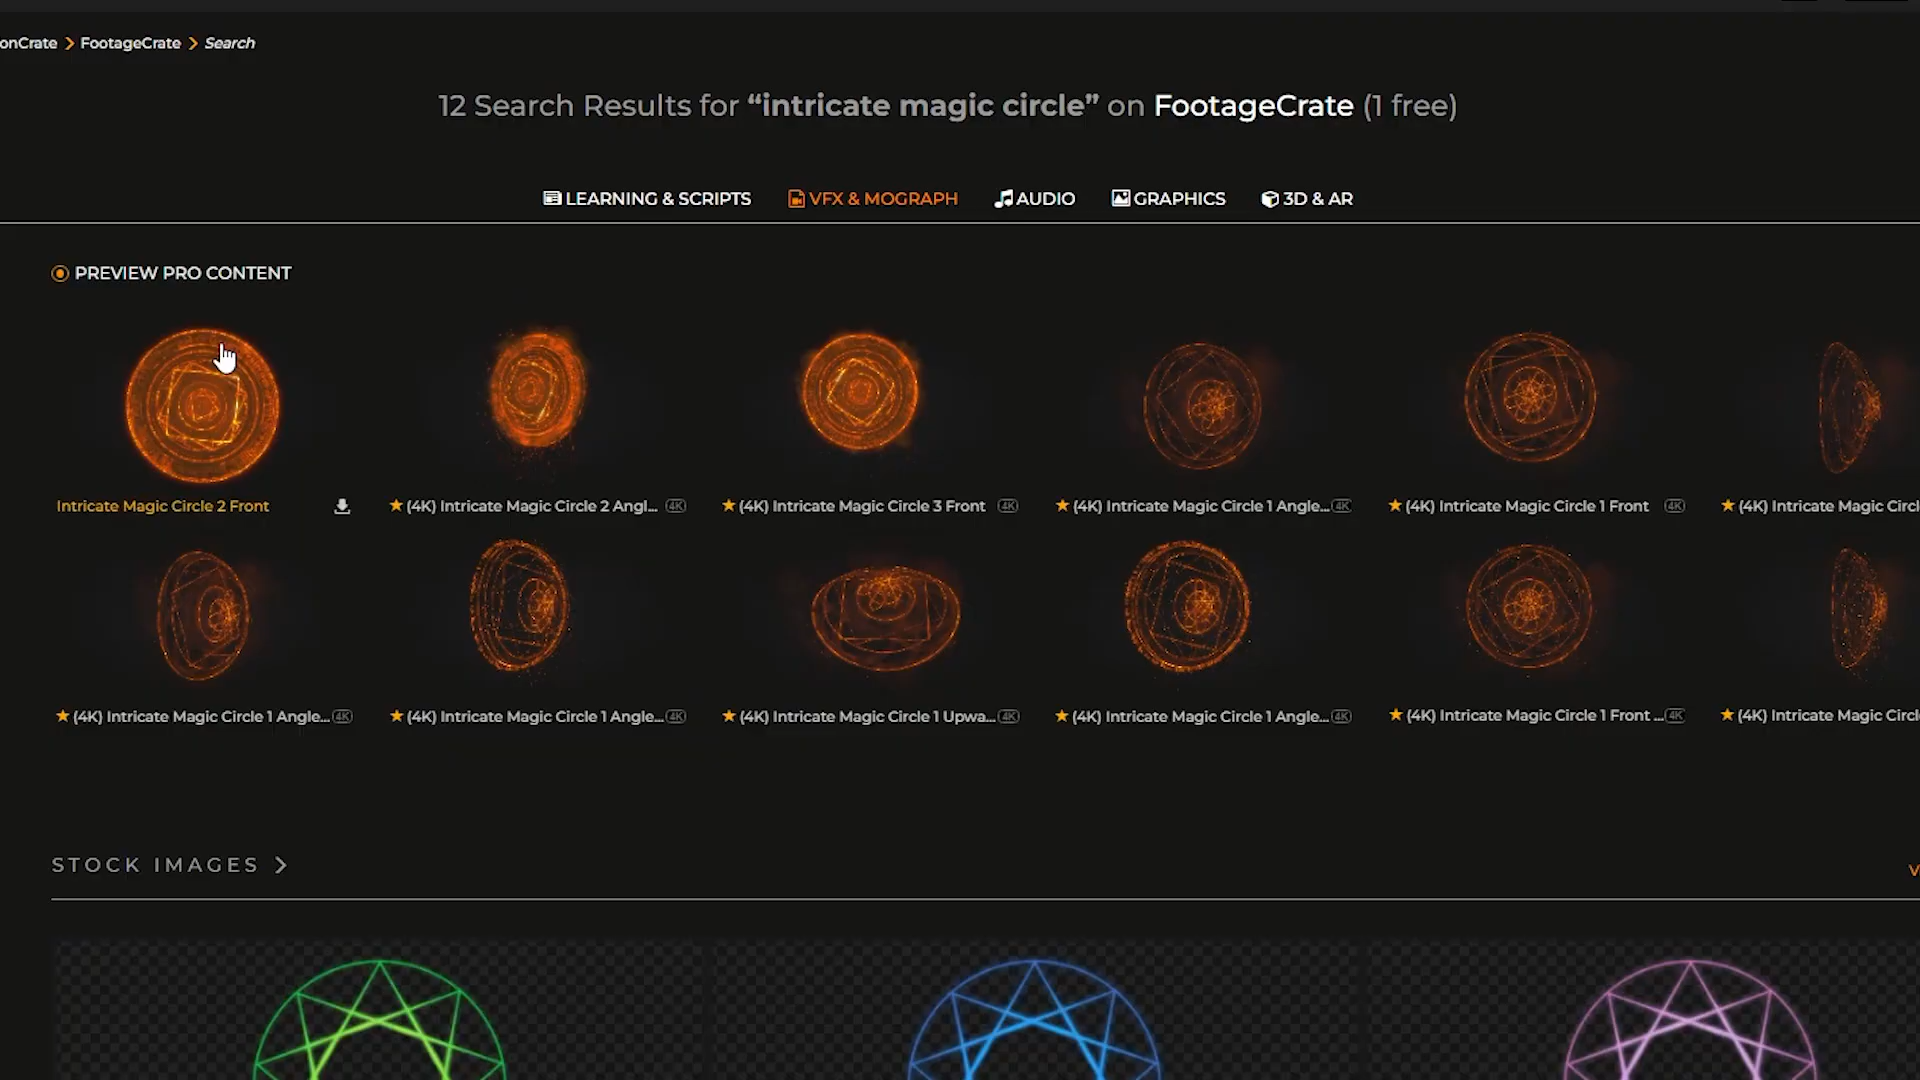 onCrate > FootageCrate > Search
12 Search Results for “intricate magic circle” on FootageCrate (1 free)
LEARNING & SCRIPTS VFX & MOGRAPH AUDIO GRAPHICS 3D & AR
PREVIEW PRO CONTENT
Intricate Magic Circle 2 Front
★ (4K) Intricate Magic Circle 2 Angl... 4K
★ (4K) Intricate Magic Circle 3 Front 4K
★ (4K) Intricate Magic Circle 1 Angle... 4K
★ (4K) Intricate Magic Circle 1 Front 4K
★ (4K) Intricate Magic Circl
★ (4K) Intricate Magic Circle 1 Angle... 4K
★ (4K) Intricate Magic Circle 1 Angle... 4K
★ (4K) Intricate Magic Circle 1 Upwa... 4K
★ (4K) Intricate Magic Circle 1 Angle... 4K
★ (4K) Intricate Magic Circle 1 Front ... 4K
★ (4K) Intricate Magic Circl
STOCK IMAGES >
V